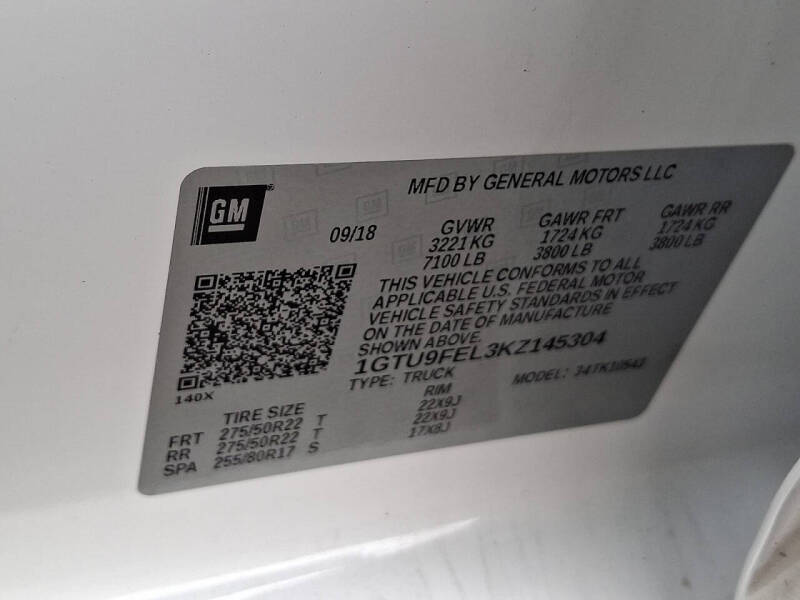 GM
MFD BY GENERAL MOTORS LLC
09/18
GVWR GAWR FRT GAWR RR
3221 KG 1724 KG 1724 KG
7100 LB 3800 LB 3800 LB
THIS VEHICLE CONFORMS TO ALL
APPLICABLE U.S. FEDERAL MOTOR
VEHICLE SAFETY STANDARDS IN EFFECT
ON THE DATE OF MANUFACTURE
SHOWN ABOVE.
1GTU9FEL3KZ145304
TYPE: TRUCK MODEL: 34TK10543
140X
TIRE SIZE RIM
FRT 275/50R22 T 22X9J
RR 275/50R22 T 22X9J
SPA 255/80R17 S 17X8J